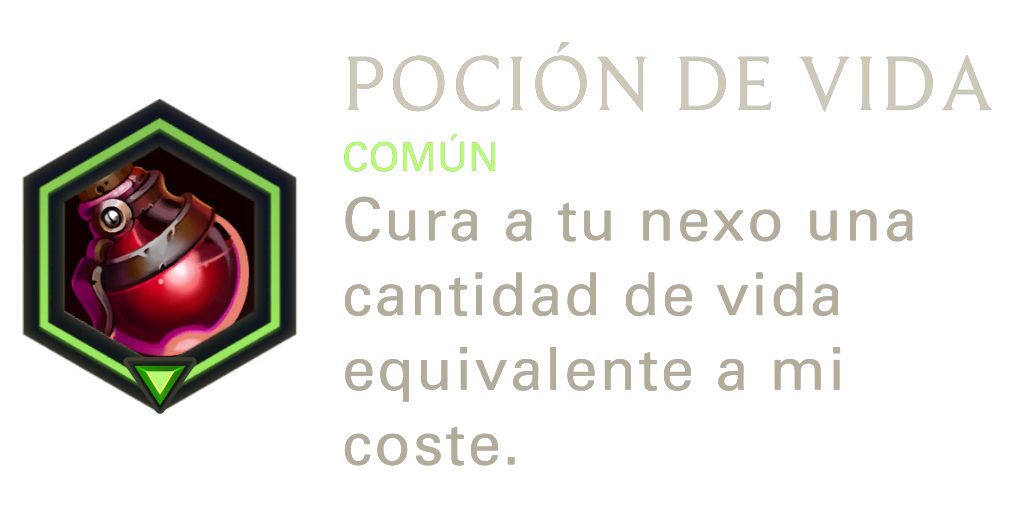 POCIÓN DE VIDA
COMÚN
Cura a tu nexo una
cantidad de vida
equivalente a mi
coste.